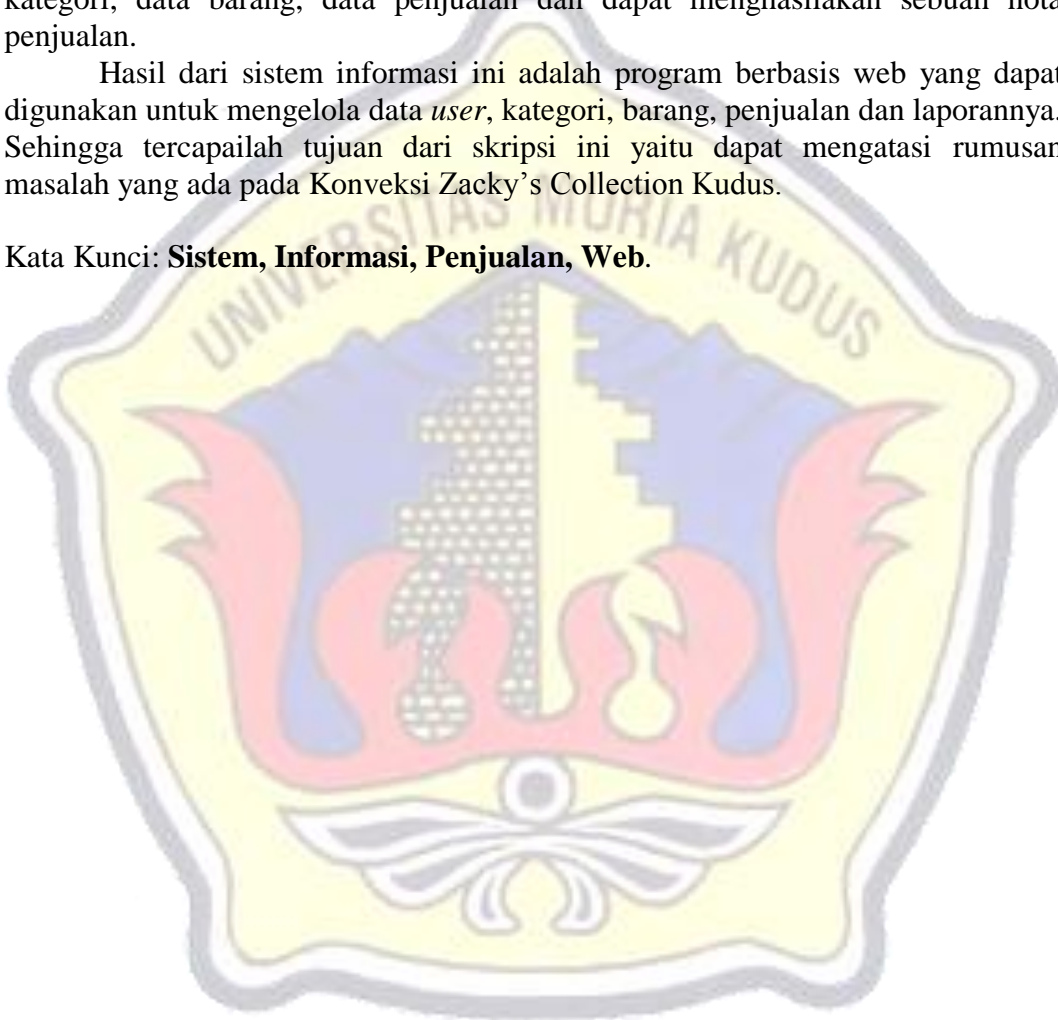 kategori, data barang, data penjualan dan dapat menghasilakan sebuah nota
penjualan.
Hasil dari sistem informasi ini adalah program berbasis web yang dapat
digunakan untuk mengelola data user, kategori, barang, penjualan dan laporannya.
Sehingga tercapailah tujuan dari skripsi ini yaitu dapat mengatasi rumusan
masalah yang ada pada Konveksi Zacky’s Collection Kudus.
Kata Kunci: Sistem, Informasi, Penjualan, Web.
UNIVERSITAS MURIA KUDUS